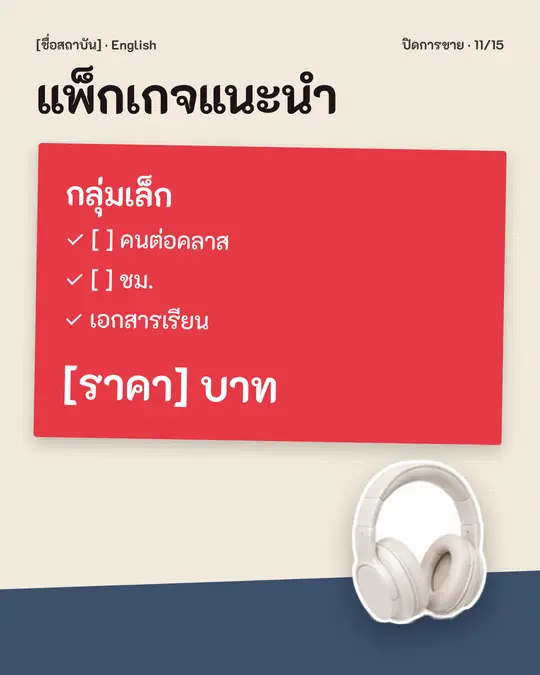 [ชื่อสถาบัน] · English
ปิดการขาย · 11/15
แพ็กเกจแนะนำ
กลุ่มเล็ก
✓ [ ] คนต่อคลาส
✓ [ ] ชม.
✓ เอกสารเรียน
[ราคา] บาท